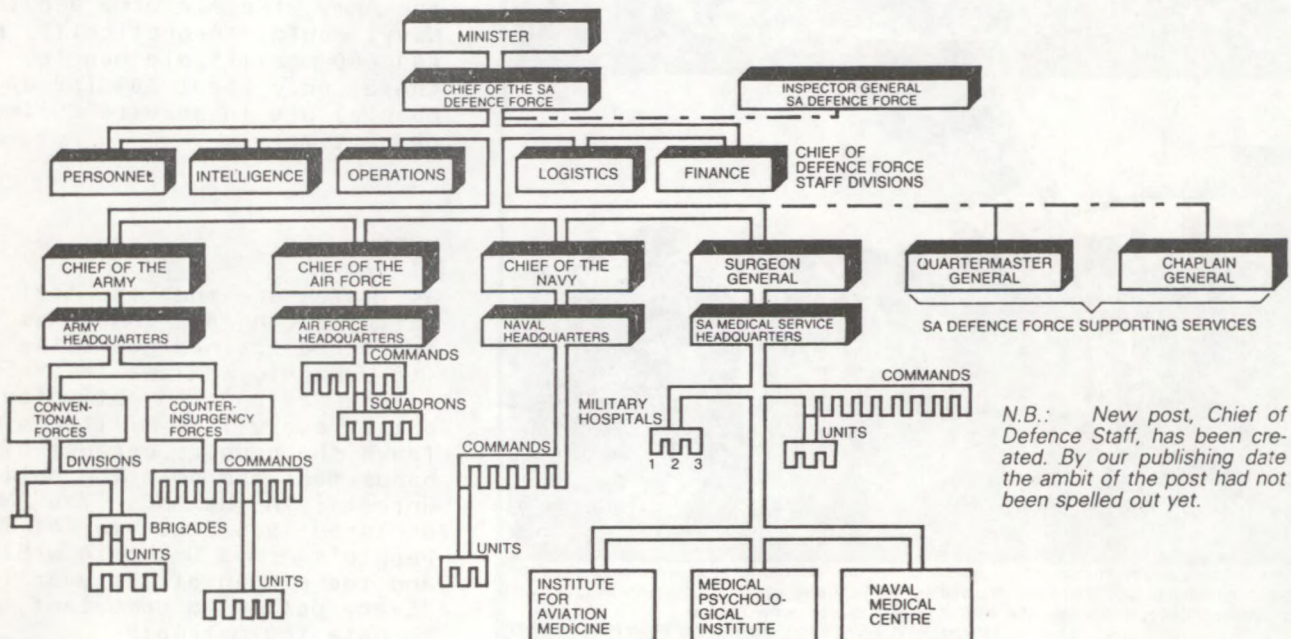 MINISTER
CHIEF OF THE SA
DEFENCE FORCE
INSPECTOR GENERAL
SA DEFENCE FORCE
PERSONNEL
INTELLIGENCE
OPERATIONS
LOGISTICS
FINANCE
CHIEF OF
DEFENCE FORCE
STAFF DIVISIONS
CHIEF OF THE
ARMY
CHIEF OF THE
AIR FORCE
CHIEF OF THE
NAVY
SURGEON
GENERAL
QUARTERMASTER
GENERAL
CHAPLAIN
GENERAL
SA DEFENCE FORCE SUPPORTING SERVICES
ARMY
HEADQUARTERS
AIR FORCE
HEADQUARTERS
NAVAL
HEADQUARTERS
SA MEDICAL SERVICE
HEADQUARTERS
COMMANDS
SQUADRONS
CONVEN-
TIONAL
FORCES
COUNTER-
INSURGENCY
FORCES
DIVISIONS
COMMANDS
BRIGADES
UNITS
UNITS
COMMANDS
UNITS
MILITARY
HOSPITALS
1 2 3
COMMANDS
UNITS
INSTITUTE
FOR
AVIATION
MEDICINE
MEDICAL
PSYCHOLO-
GICAL
INSTITUTE
NAVAL
MEDICAL
CENTRE
N.B.: New post, Chief of
Defence Staff, has been cre-
ated. By our publishing date
the ambit of the post had not
been spelled out yet.